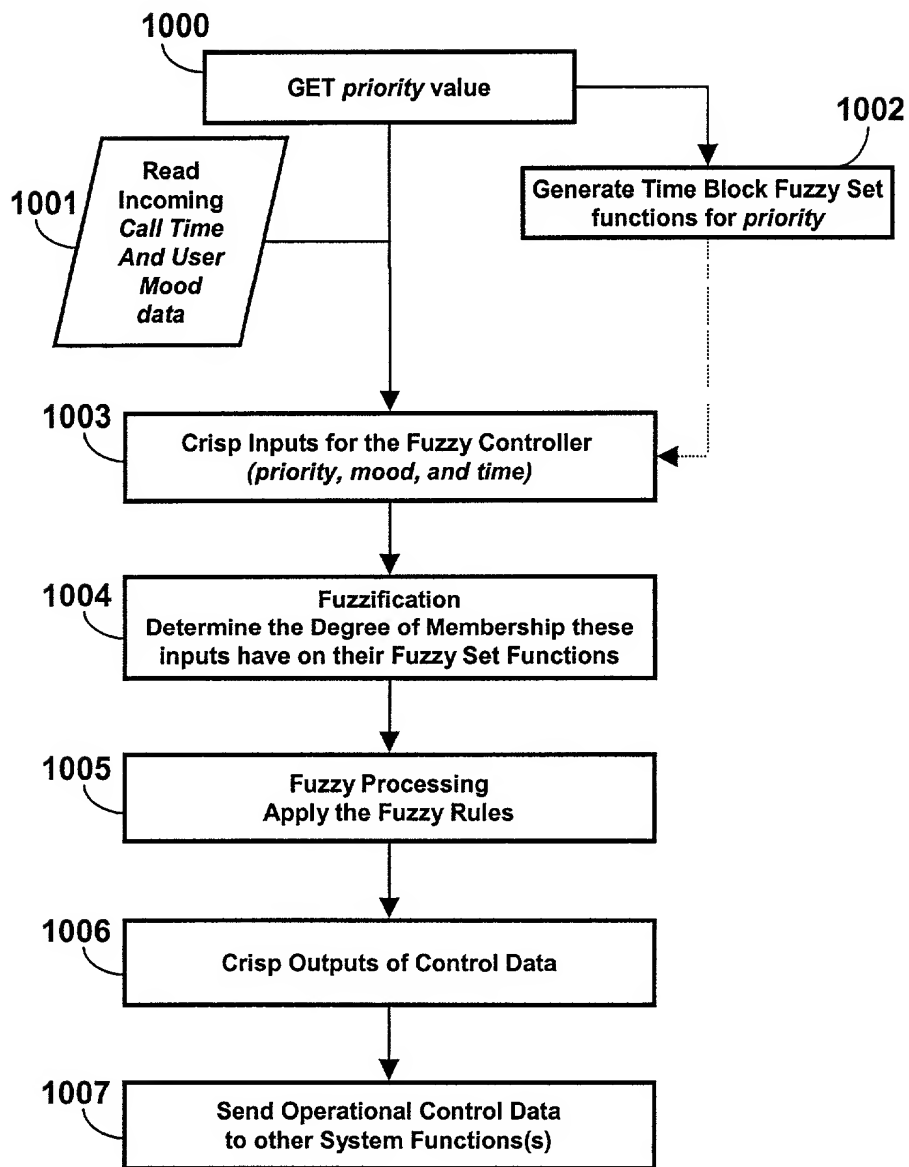 1000
GET priority value
1001
Read
Incoming
Call Time
And User
Mood
data
1002
Generate Time Block Fuzzy Set
functions for priority
1003
Crisp Inputs for the Fuzzy Controller
(priority, mood, and time)
1004
Fuzzification
Determine the Degree of Membership these
inputs have on their Fuzzy Set Functions
1005
Fuzzy Processing
Apply the Fuzzy Rules
1006
Crisp Outputs of Control Data
1007
Send Operational Control Data
to other System Functions(s)